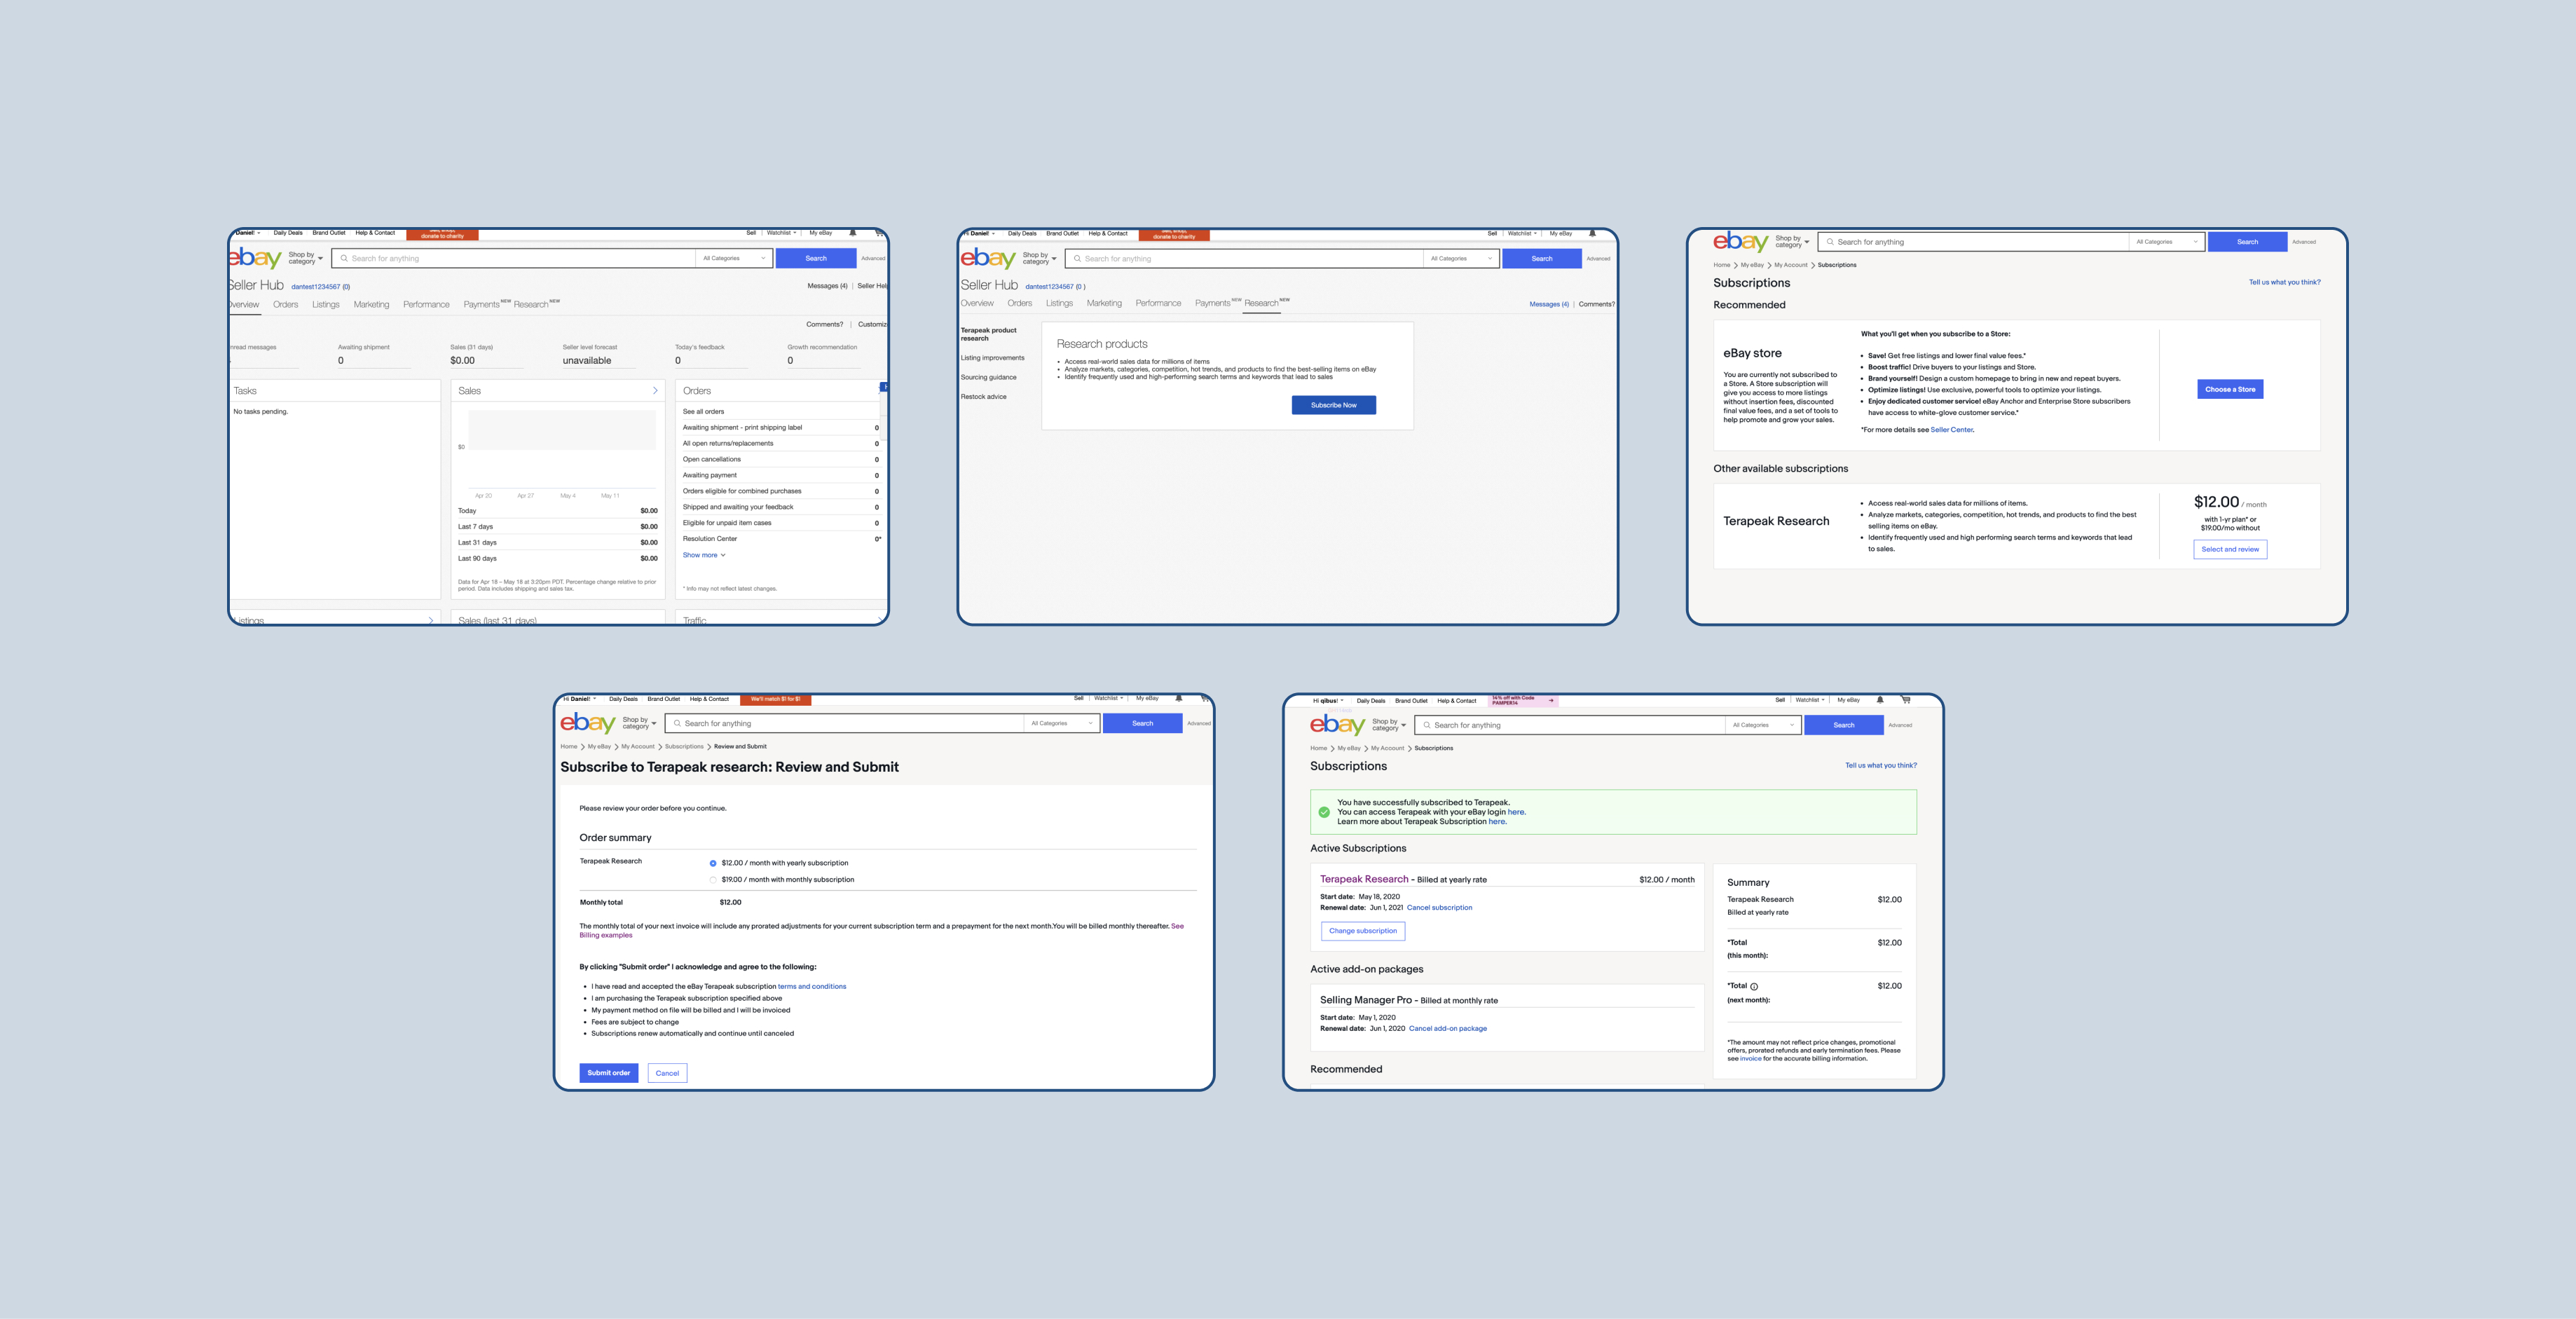 Daniel! Daily Deals Brand Outlet Help & Contact donate to charity Sell Watchlist My eBay
ebay Shop by category Search for anything All Categories Search Advanced
Seller Hub dantest1234567 (0) Messages (4) | Seller Help
Overview Orders Listings Marketing Performance Payments NEW Research NEW
Comments? | Customize
unread messages Awaiting shipment Sales (31 days) Seller level forecast Today's feedback Growth recommendation
0 $0.00 unavailable 0 0
Tasks
No tasks pending.
Sales
$0
Apr 20 Apr 27 May 4 May 11
Today $0.00
Last 7 days $0.00
Last 31 days $0.00
Last 90 days $0.00
Data for Apr 18 – May 18 at 3:20pm PDT. Percentage change relative to prior
period. Data includes shipping and sales tax.
Orders
See all orders
Awaiting shipment - print shipping label 0
All open returns/replacements 0
Open cancellations 0
Awaiting payment 0
Orders eligible for combined purchases 0
Shipped and awaiting your feedback 0
Eligible for unpaid item cases 0
Resolution Center 0*
Show more
* Info may not reflect latest changes.
Listings Sales (last 31 days) Traffic
Hi Daniel! Daily Deals Brand Outlet Help & Contact donate to charity Sell Watchlist My eBay
ebay Shop by category Search for anything All Categories Search Advanced
Seller Hub dantest1234567 (0 )
Overview Orders Listings Marketing Performance Payments NEW Research NEW Messages (4) | Comments?
Terapeak product
research
Listing improvements
Sourcing guidance
Restock advice
Research products
• Access real-world sales data for millions of items
• Analyze markets, categories, competition, hot trends, and products to find the best-selling items on eBay
• Identify frequently used and high-performing search terms and keywords that lead to sales
Subscribe Now
ebay Shop by category Search for anything All Categories Search Advanced
Home > My eBay > My Account > Subscriptions
Subscriptions Tell us what you think?
Recommended
eBay store
You are currently not subscribed to
a Store. A Store subscription will
give you access to more listings
without insertion fees, discounted
final value fees, and a set of tools to
help promote and grow your sales.
What you'll get when you subscribe to a Store:
• Save! Get free listings and lower final value fees.*
• Boost traffic! Drive buyers to your listings and Store.
• Brand yourself! Design a custom homepage to bring in new and repeat buyers.
• Optimize listings! Use exclusive, powerful tools to optimize your listings.
• Enjoy dedicated customer service! eBay Anchor and Enterprise Store subscribers
have access to white-glove customer service.*
*For more details see Seller Center.
Choose a Store
Other available subscriptions
Terapeak Research
• Access real-world sales data for millions of items.
• Analyze markets, categories, competition, hot trends, and products to find the best
selling items on eBay.
• Identify frequently used and high performing search terms and keywords that lead
to sales.
$12.00 / month
with 1-yr plan* or
$19.00/mo without
Select and review
Hi Daniel! Daily Deals Brand Outlet Help & Contact We'll match $1 for $1 Sell Watchlist My eBay
ebay Shop by category Search for anything All Categories Search Advanced
Home > My eBay > My Account > Subscriptions > Review and Submit
Subscribe to Terapeak research: Review and Submit
Please review your order before you continue.
Order summary
Terapeak Research $12.00 / month with yearly subscription
$19.00 / month with monthly subscription
Monthly total $12.00
The monthly total of your next invoice will include any prorated adjustments for your current subscription term and a prepayment for the next month.You will be billed monthly thereafter. See
Billing examples
By clicking "Submit order" I acknowledge and agree to the following:
• I have read and accepted the eBay Terapeak subscription terms and conditions
• I am purchasing the Terapeak subscription specified above
• My payment method on file will be billed and I will be invoiced
• Fees are subject to change
• Subscriptions renew automatically and continue until canceled
Submit order Cancel
Hi qibus! Daily Deals Brand Outlet Help & Contact 14% off with Code PAMPER14 Sell Watchlist My eBay
ebay Shop by category Search for anything All Categories Search Advanced
Home > My eBay > My Account > Subscriptions
Subscriptions Tell us what you think?
You have successfully subscribed to Terapeak.
You can access Terapeak with your eBay login here.
Learn more about Terapeak Subscription here.
Active Subscriptions
Terapeak Research - Billed at yearly rate $12.00 / month
Start date: May 18, 2020
Renewal date: Jun 1, 2021 Cancel subscription
Change subscription
Active add-on packages
Selling Manager Pro - Billed at monthly rate
Start date: May 1, 2020
Renewal date: Jun 1, 2020 Cancel add-on package
Recommended
Summary
Terapeak Research $12.00
Billed at yearly rate
*Total $12.00
(this month):
*Total $12.00
(next month):
*The amount may not reflect price changes, promotional
offers, prorated refunds and early termination fees. Please
see invoice for the accurate billing information.